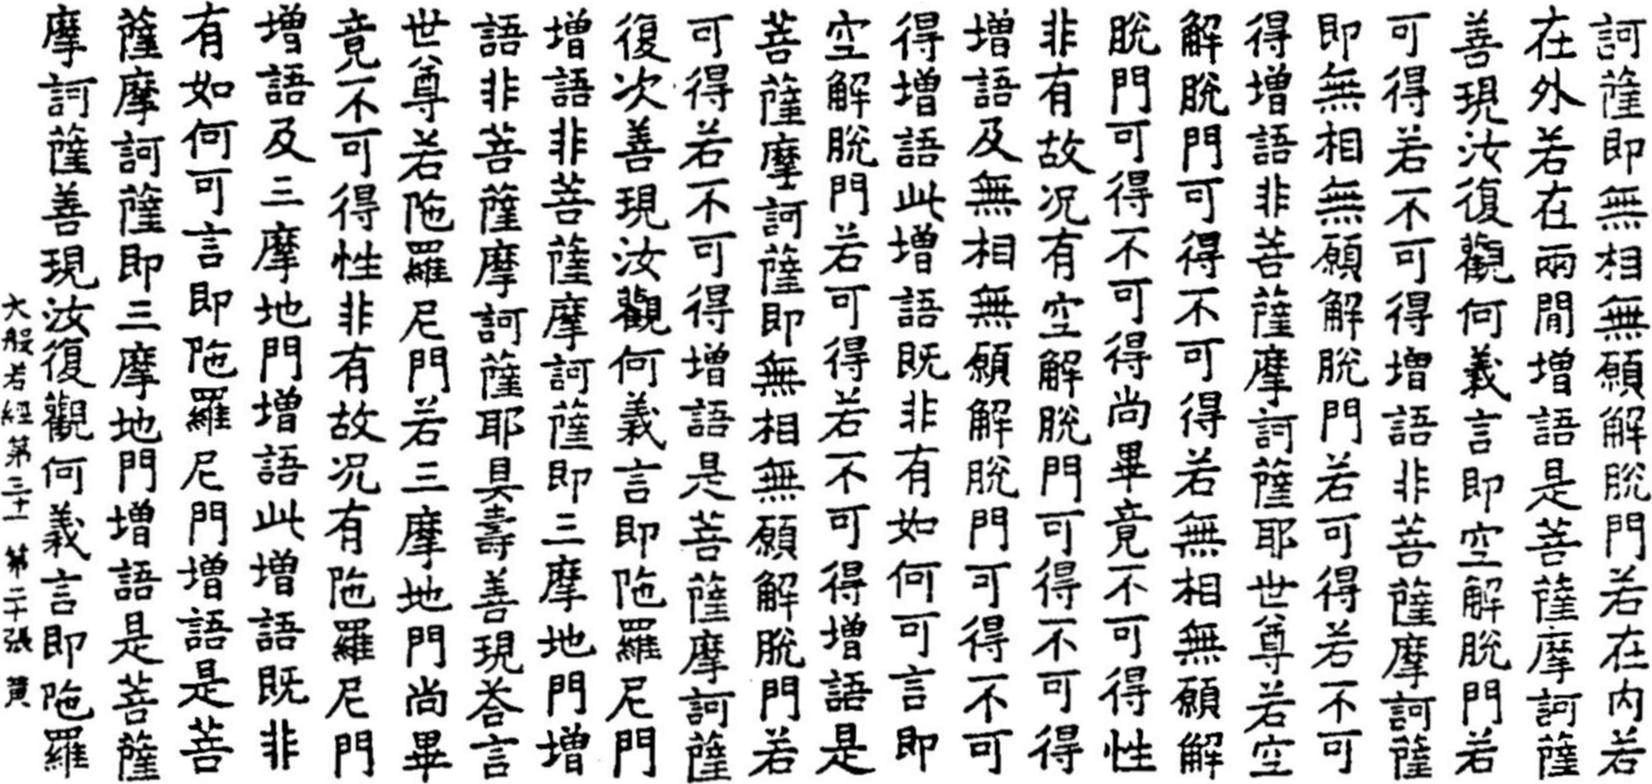 訶薩即無相無願解脫門若在内若
在外若在兩閒增語是菩薩摩訶薩
善現汝復觀何義言即空解脫門若
可得若不可得增語非菩薩摩訶薩
即無相無願解脫門若可得若不可
得增語非菩薩摩訶薩耶世尊若空
解脫門可得不可得若無相無願解
脫門可得不可得尚畢竟不可得性
非有故况有空解脫門可得不可得
增語及無相無願解脫門可得不可
得增語此增語既非有如何可言即
空解脫門若可得若不可得增語是
菩薩摩訶薩即無相無願解脫門若
可得若不可得增語是菩薩摩訶薩
復次善現汝觀何義言即陁羅尼門
增語非菩薩摩訶薩即三摩地門增
語非菩薩摩訶薩耶具壽善現荅言
世尊若陁羅尼門若三摩地門尚畢
竟不可得性非有故况有陁羅尼門
增語及三摩地門增語此增語既非
有如何可言即陁羅尼門增語是菩
薩摩訶薩即三摩地門增語是菩薩
摩訶薩善現汝復觀何義言即陁羅
大般若經第三十一 第二十張 黃